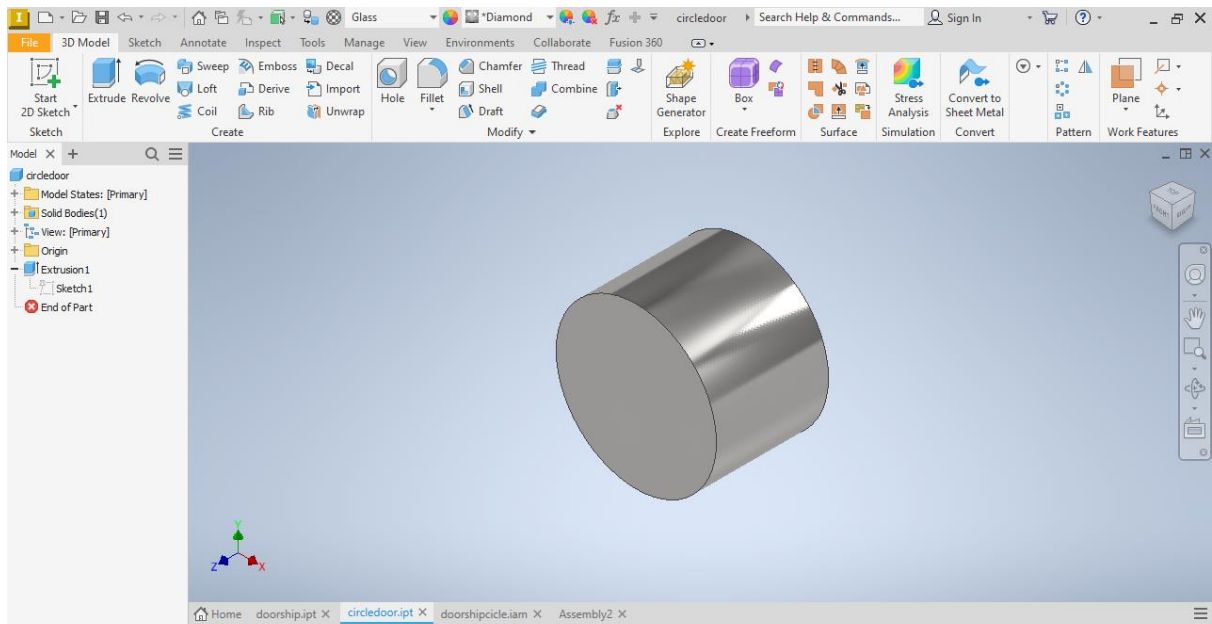 I Glass *Diamond fx circledoor Search Help & Commands... Sign In
File 3D Model Sketch Annotate Inspect Tools Manage View Environments Collaborate Fusion 360
Start 2D Sketch
Extrude Revolve
Sweep Emboss Decal
Loft Derive Import
Coil Rib Unwrap
Hole Fillet
Chamfer Thread
Shell Combine
Draft
Shape Generator
Box
Stress Analysis
Convert to Sheet Metal
Plane
Sketch Create Modify Explore Create Freeform Surface Simulation Convert Pattern Work Features
Model
circledoor
Model States: [Primary]
Solid Bodies(1)
View: [Primary]
Origin
Extrusion1
Sketch1
End of Part
TOP
FRONT
Y
Z X
Home doorship.ipt circledoor.ipt doorshipcicle.iam Assembly2